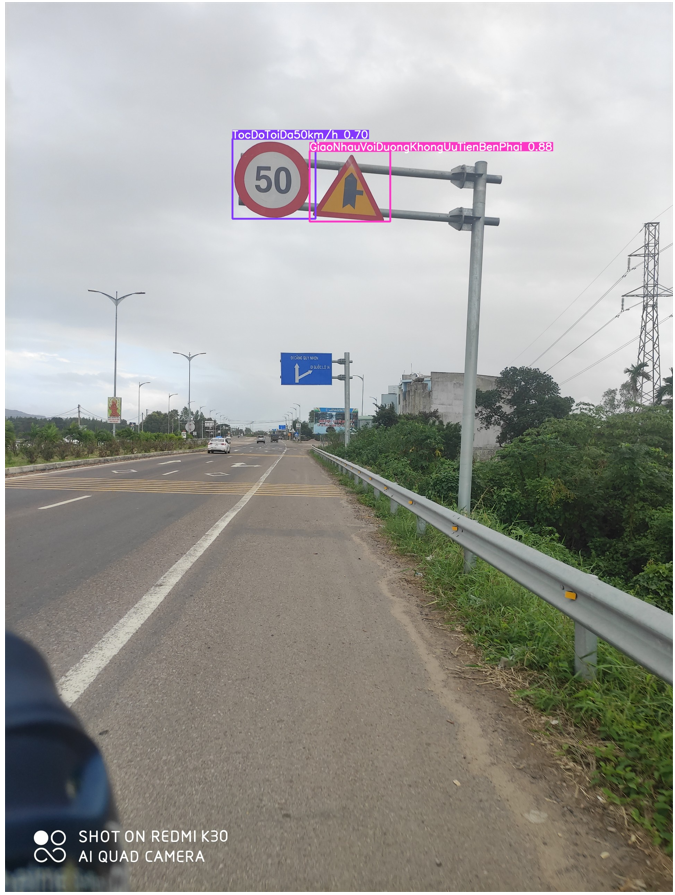 TocDoToiDa50km/h 0.70
GiaoNhauVoiDuongKhongUuTienBenPhai 0.88
50
SHOT ON REDMI K30
AI QUAD CAMERA